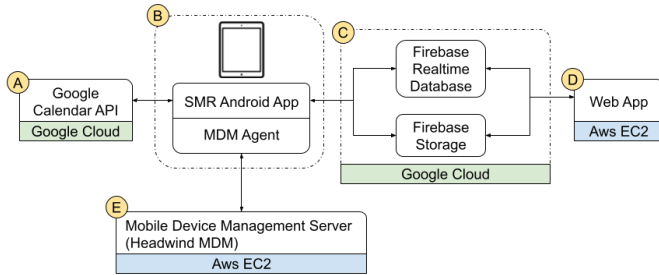 A
Google
Calendar API
Google Cloud
B
SMR Android App
MDM Agent
C
Firebase
Realtime
Database
Firebase
Storage
Google Cloud
D
Web App
Aws EC2
E
Mobile Device Management Server
(Headwind MDM)
Aws EC2